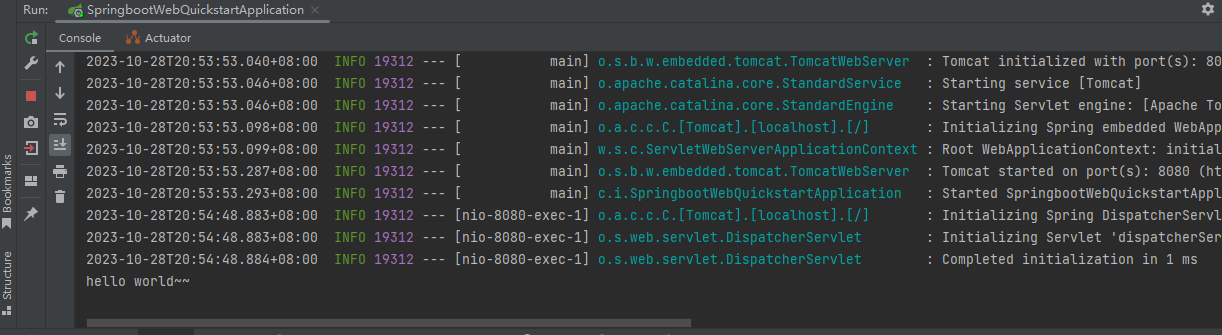 Run: SpringbootWebQuickstartApplication
Console Actuator
2023-10-28T20:53:53.040+08:00 INFO 19312 --- [ main] o.s.b.w.embedded.tomcat.TomcatWebServer : Tomcat initialized with port(s): 80
2023-10-28T20:53:53.046+08:00 INFO 19312 --- [ main] o.apache.catalina.core.StandardService : Starting service [Tomcat]
2023-10-28T20:53:53.046+08:00 INFO 19312 --- [ main] o.apache.catalina.core.StandardEngine : Starting Servlet engine: [Apache To
2023-10-28T20:53:53.098+08:00 INFO 19312 --- [ main] o.a.c.c.C.[Tomcat].[localhost].[/] : Initializing Spring embedded WebApp
2023-10-28T20:53:53.099+08:00 INFO 19312 --- [ main] w.s.c.ServletWebServerApplicationContext : Root WebApplicationContext: initial
2023-10-28T20:53:53.287+08:00 INFO 19312 --- [ main] o.s.b.w.embedded.tomcat.TomcatWebServer : Tomcat started on port(s): 8080 (ht
2023-10-28T20:53:53.293+08:00 INFO 19312 --- [ main] c.i.SpringbootWebQuickstartApplication : Started SpringbootWebQuickstartAppl
2023-10-28T20:54:48.883+08:00 INFO 19312 --- [nio-8080-exec-1] o.a.c.c.C.[Tomcat].[localhost].[/] : Initializing Spring DispatcherServl
2023-10-28T20:54:48.883+08:00 INFO 19312 --- [nio-8080-exec-1] o.s.web.servlet.DispatcherServlet : Initializing Servlet 'dispatcherSer
2023-10-28T20:54:48.884+08:00 INFO 19312 --- [nio-8080-exec-1] o.s.web.servlet.DispatcherServlet : Completed initialization in 1 ms
hello world~~
Bookmarks
Structure